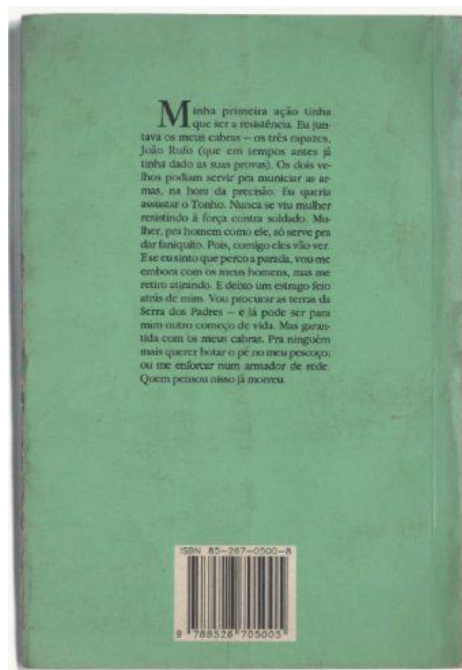 Minha primeira ação tinha
que ser a resistência. Eu jun-
tava os meus cabras – os três rapazes,
João Rufo (que em tempos antes já
tinha dado as suas provas). Os dois ve-
lhos podiam servir pra municiar as ar-
mas, na hora da precisão. Eu queria
assustar o Tonho. Nunca se viu mulher
resistindo à força contra soldado. Mu-
lher, pra homem como ele, só serve pra
dar faniquito. Pois, comigo eles vão ver.
E se eu sinto que perco a parada, vou-me
embora com os meus homens, mas me
retiro atirando. E deixo um estrago feio
atrás de mim. Vou procurar as terras da
Serra dos Padres – e lá pode ser para
mim outro começo de vida. Mas garan-
tida com os meus cabras. Pra ninguém
mais querer botar o pé no meu pescoço;
ou me enforcar num armador de rede.
Quem pensou nisso já morreu.
ISBN 85-267-0500-8
9 788526 705005